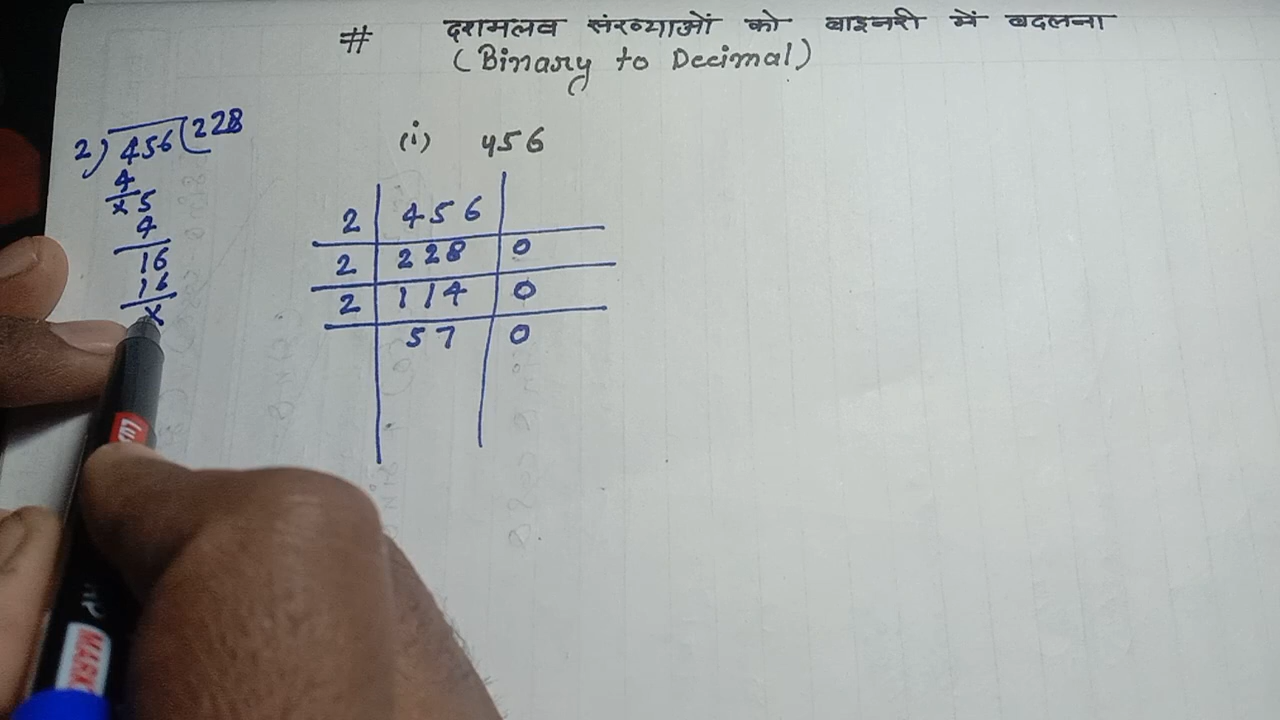 # दशमलव संख्याओं को बाइनरी में बदलना
(Binary to Decimal)
2) 456 (228
4
x5
4
16
16
x
(i) 456
2 | 456 |
2 | 228 | 0
2 | 114 | 0
57 | 0